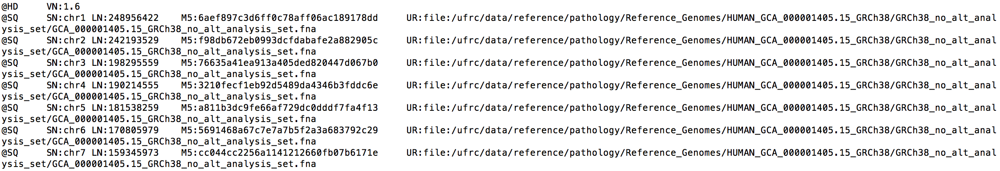 @HD	VN:1.6
@SQ	SN:chr1	LN:248956422	M5:6aef897c3d6ff0c78aff06ac189178dd	UR:file:/ufrc/data/reference/pathology/Reference_Genomes/HUMAN_GCA_000001405.15_GRCh38/GRCh38_no_alt_anal
ysis_set/GCA_000001405.15_GRCh38_no_alt_analysis_set.fna
@SQ	SN:chr2	LN:242193529	M5:f98db672eb0993dcfdabafe2a882905c	UR:file:/ufrc/data/reference/pathology/Reference_Genomes/HUMAN_GCA_000001405.15_GRCh38/GRCh38_no_alt_anal
ysis_set/GCA_000001405.15_GRCh38_no_alt_analysis_set.fna
@SQ	SN:chr3	LN:198295559	M5:76635a41ea913a405ded820447d067b0	UR:file:/ufrc/data/reference/pathology/Reference_Genomes/HUMAN_GCA_000001405.15_GRCh38/GRCh38_no_alt_anal
ysis_set/GCA_000001405.15_GRCh38_no_alt_analysis_set.fna
@SQ	SN:chr4	LN:190214555	M5:3210fecf1eb92d5489da4346b3fddc6e	UR:file:/ufrc/data/reference/pathology/Reference_Genomes/HUMAN_GCA_000001405.15_GRCh38/GRCh38_no_alt_anal
ysis_set/GCA_000001405.15_GRCh38_no_alt_analysis_set.fna
@SQ	SN:chr5	LN:181538259	M5:a811b3dc9fe66af729dc0dddf7fa4f13	UR:file:/ufrc/data/reference/pathology/Reference_Genomes/HUMAN_GCA_000001405.15_GRCh38/GRCh38_no_alt_anal
ysis_set/GCA_000001405.15_GRCh38_no_alt_analysis_set.fna
@SQ	SN:chr6	LN:170805979	M5:5691468a67c7e7a7b5f2a3a683792c29	UR:file:/ufrc/data/reference/pathology/Reference_Genomes/HUMAN_GCA_000001405.15_GRCh38/GRCh38_no_alt_anal
ysis_set/GCA_000001405.15_GRCh38_no_alt_analysis_set.fna
@SQ	SN:chr7	LN:159345973	M5:cc044cc2256a1141212660fb07b6171e	UR:file:/ufrc/data/reference/pathology/Reference_Genomes/HUMAN_GCA_000001405.15_GRCh38/GRCh38_no_alt_anal
ysis_set/GCA_000001405.15_GRCh38_no_alt_analysis_set.fna